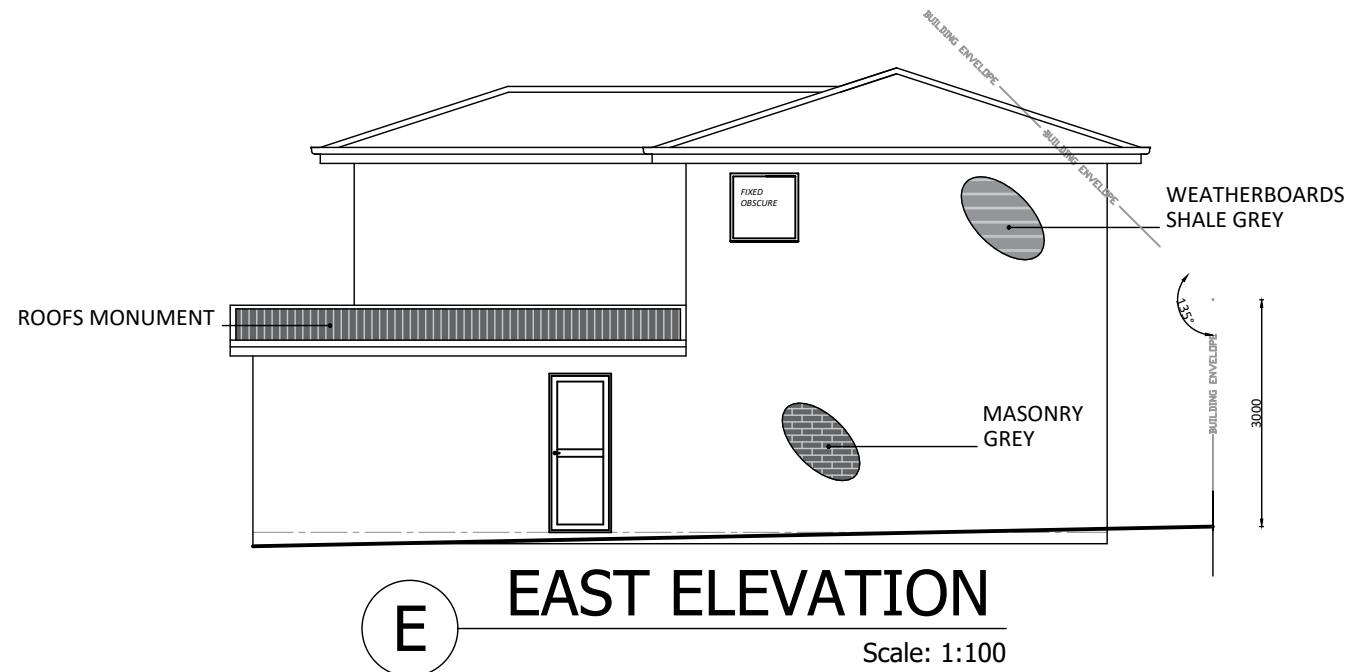 BUILDING ENVELOPE
BUILDING ENVELOPE
FIXED
OBSCURE
WEATHERBOARDS
SHALE GREY
ROOFS MONUMENT
135°
BUILDING ENVELOPE
3000
MASONRY
GREY
E
EAST ELEVATION
Scale: 1:100